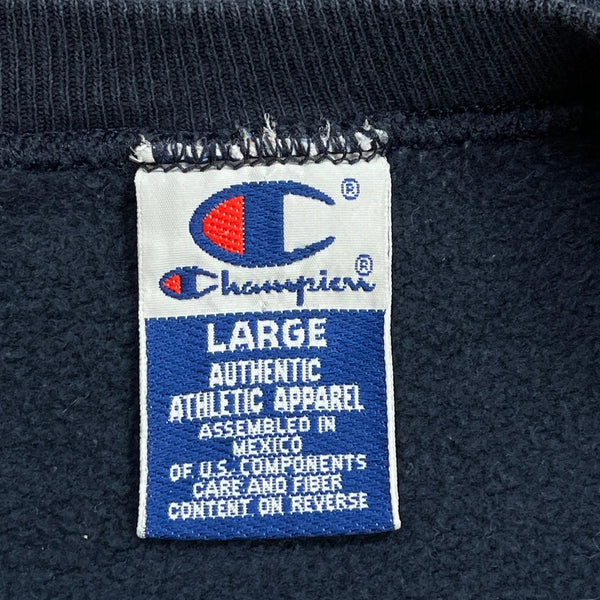 ®
Champion®
LARGE
AUTHENTIC
ATHLETIC APPAREL
ASSEMBLED IN
MEXICO
OF U.S. COMPONENTS
CARE AND FIBER
CONTENT ON REVERSE